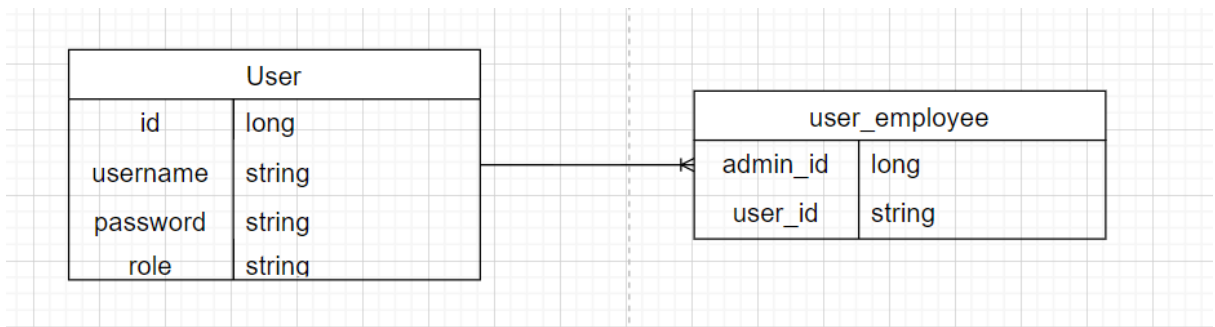 User
id long
username string
password string
role string
user_employee
admin_id long
user_id string